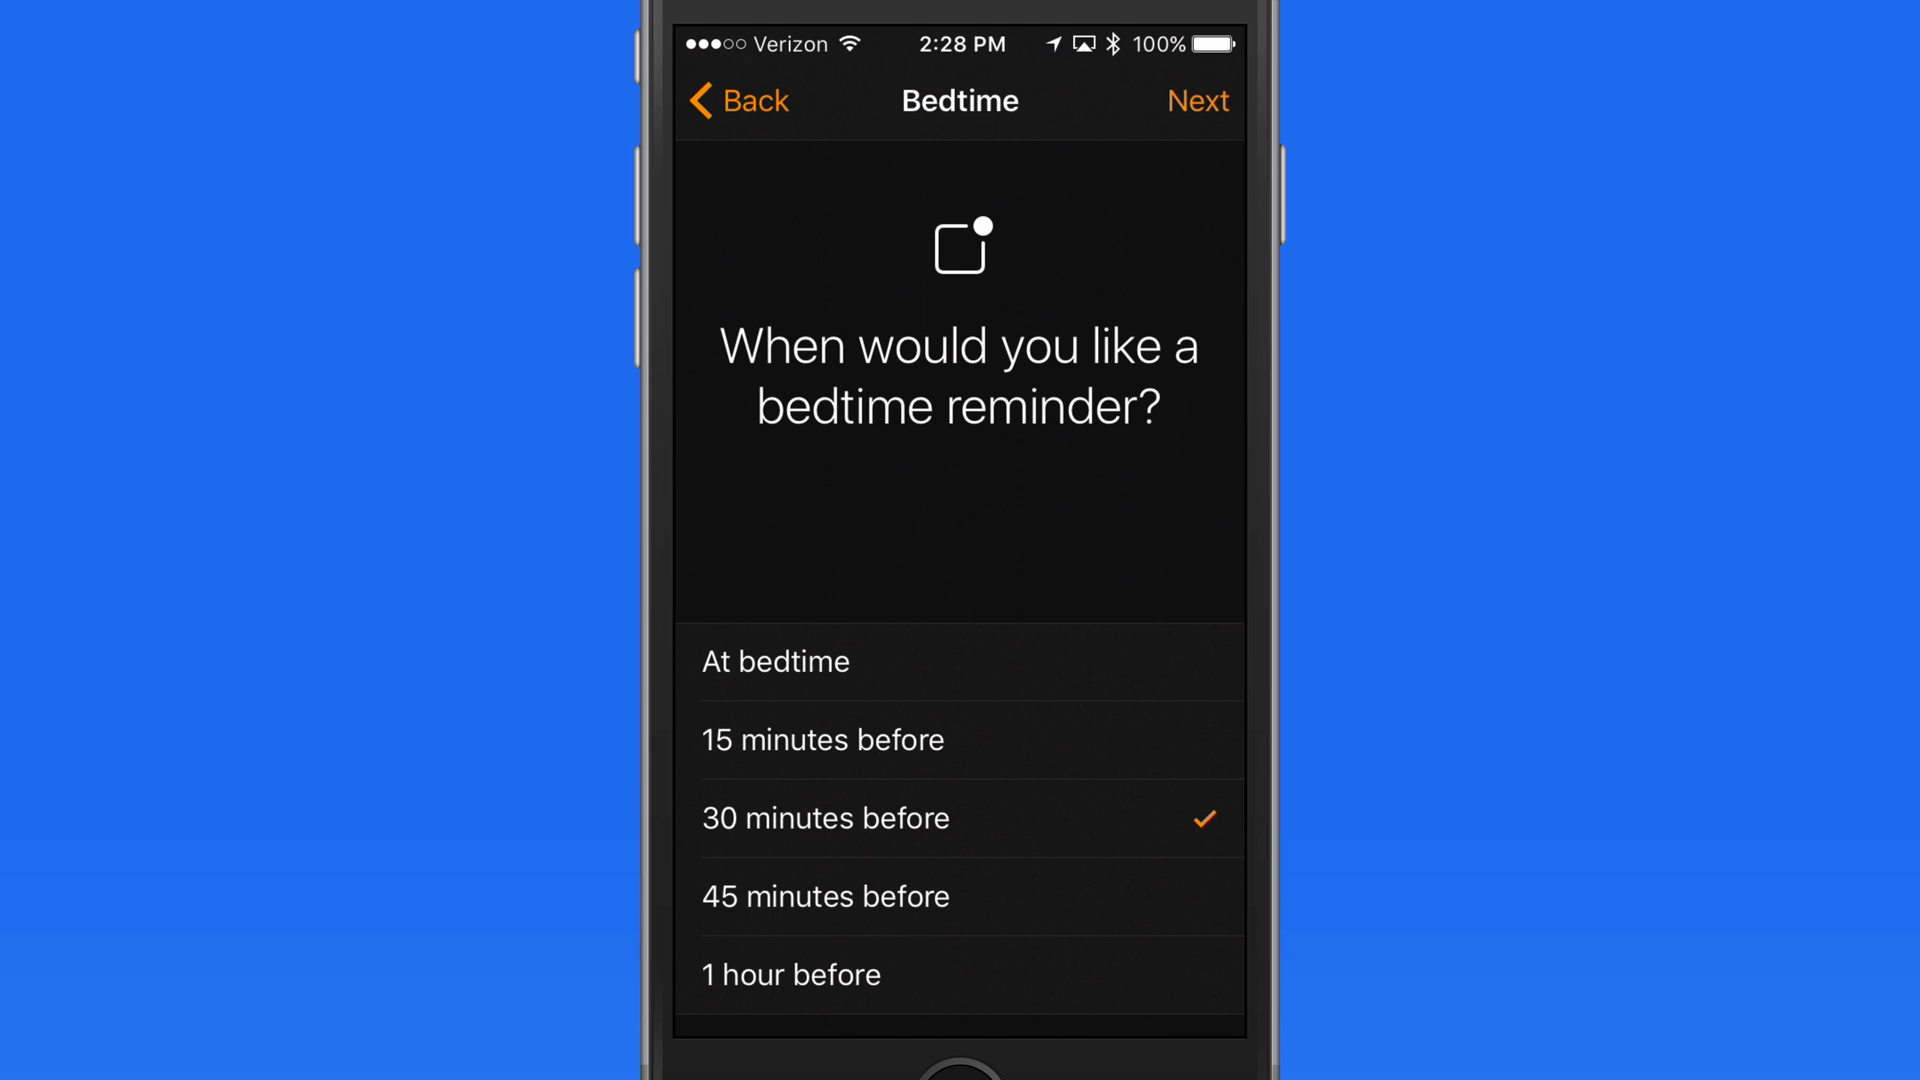 Verizon 2:28 PM 100%
Back Bedtime Next
When would you like a
bedtime reminder?
At bedtime
15 minutes before
30 minutes before
45 minutes before
1 hour before